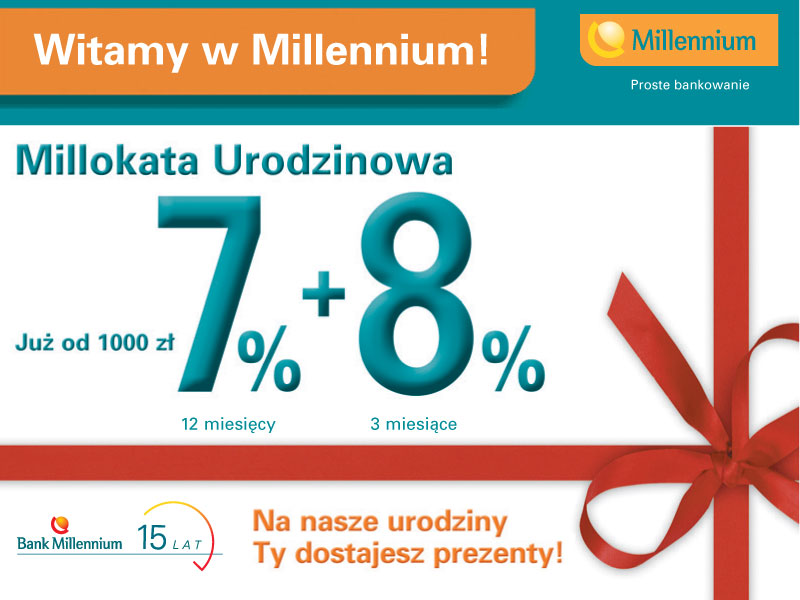 Witamy w Millennium!
Millennium
Proste bankowanie
Millokata Urodzinowa
Już od 1000 zł 7% + 8%
12 miesięcy 3 miesiące
Bank Millennium 15 LAT
Na nasze urodziny
Ty dostajesz prezenty!